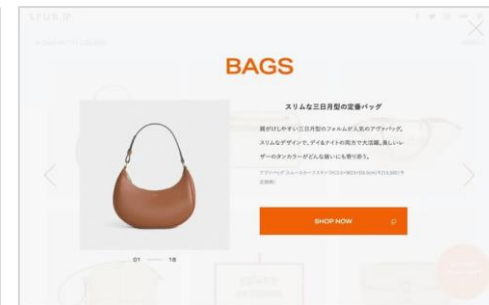 SPUR.JP
BAGS
スリムな三日月型の定番バッグ
肩がけしやすい三日月型のフォルムが人気のアヴァバッグ。
スリムなデザインで、デイ&ナイトの両方で大活躍。美しいレ
ザーのタンカラーがどんな装いにも寄り添う。
SHOP NOW
01
18